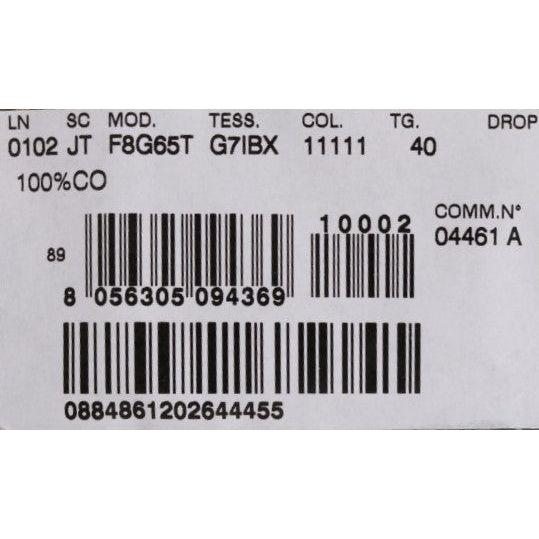 LN SC MOD. TESS. COL. TG. DROP
0102 JT F8G65T G7IBX 11111 40
100%CO
COMM.N°
04461 A
10002
89
8 056305 094369
0884861202644455